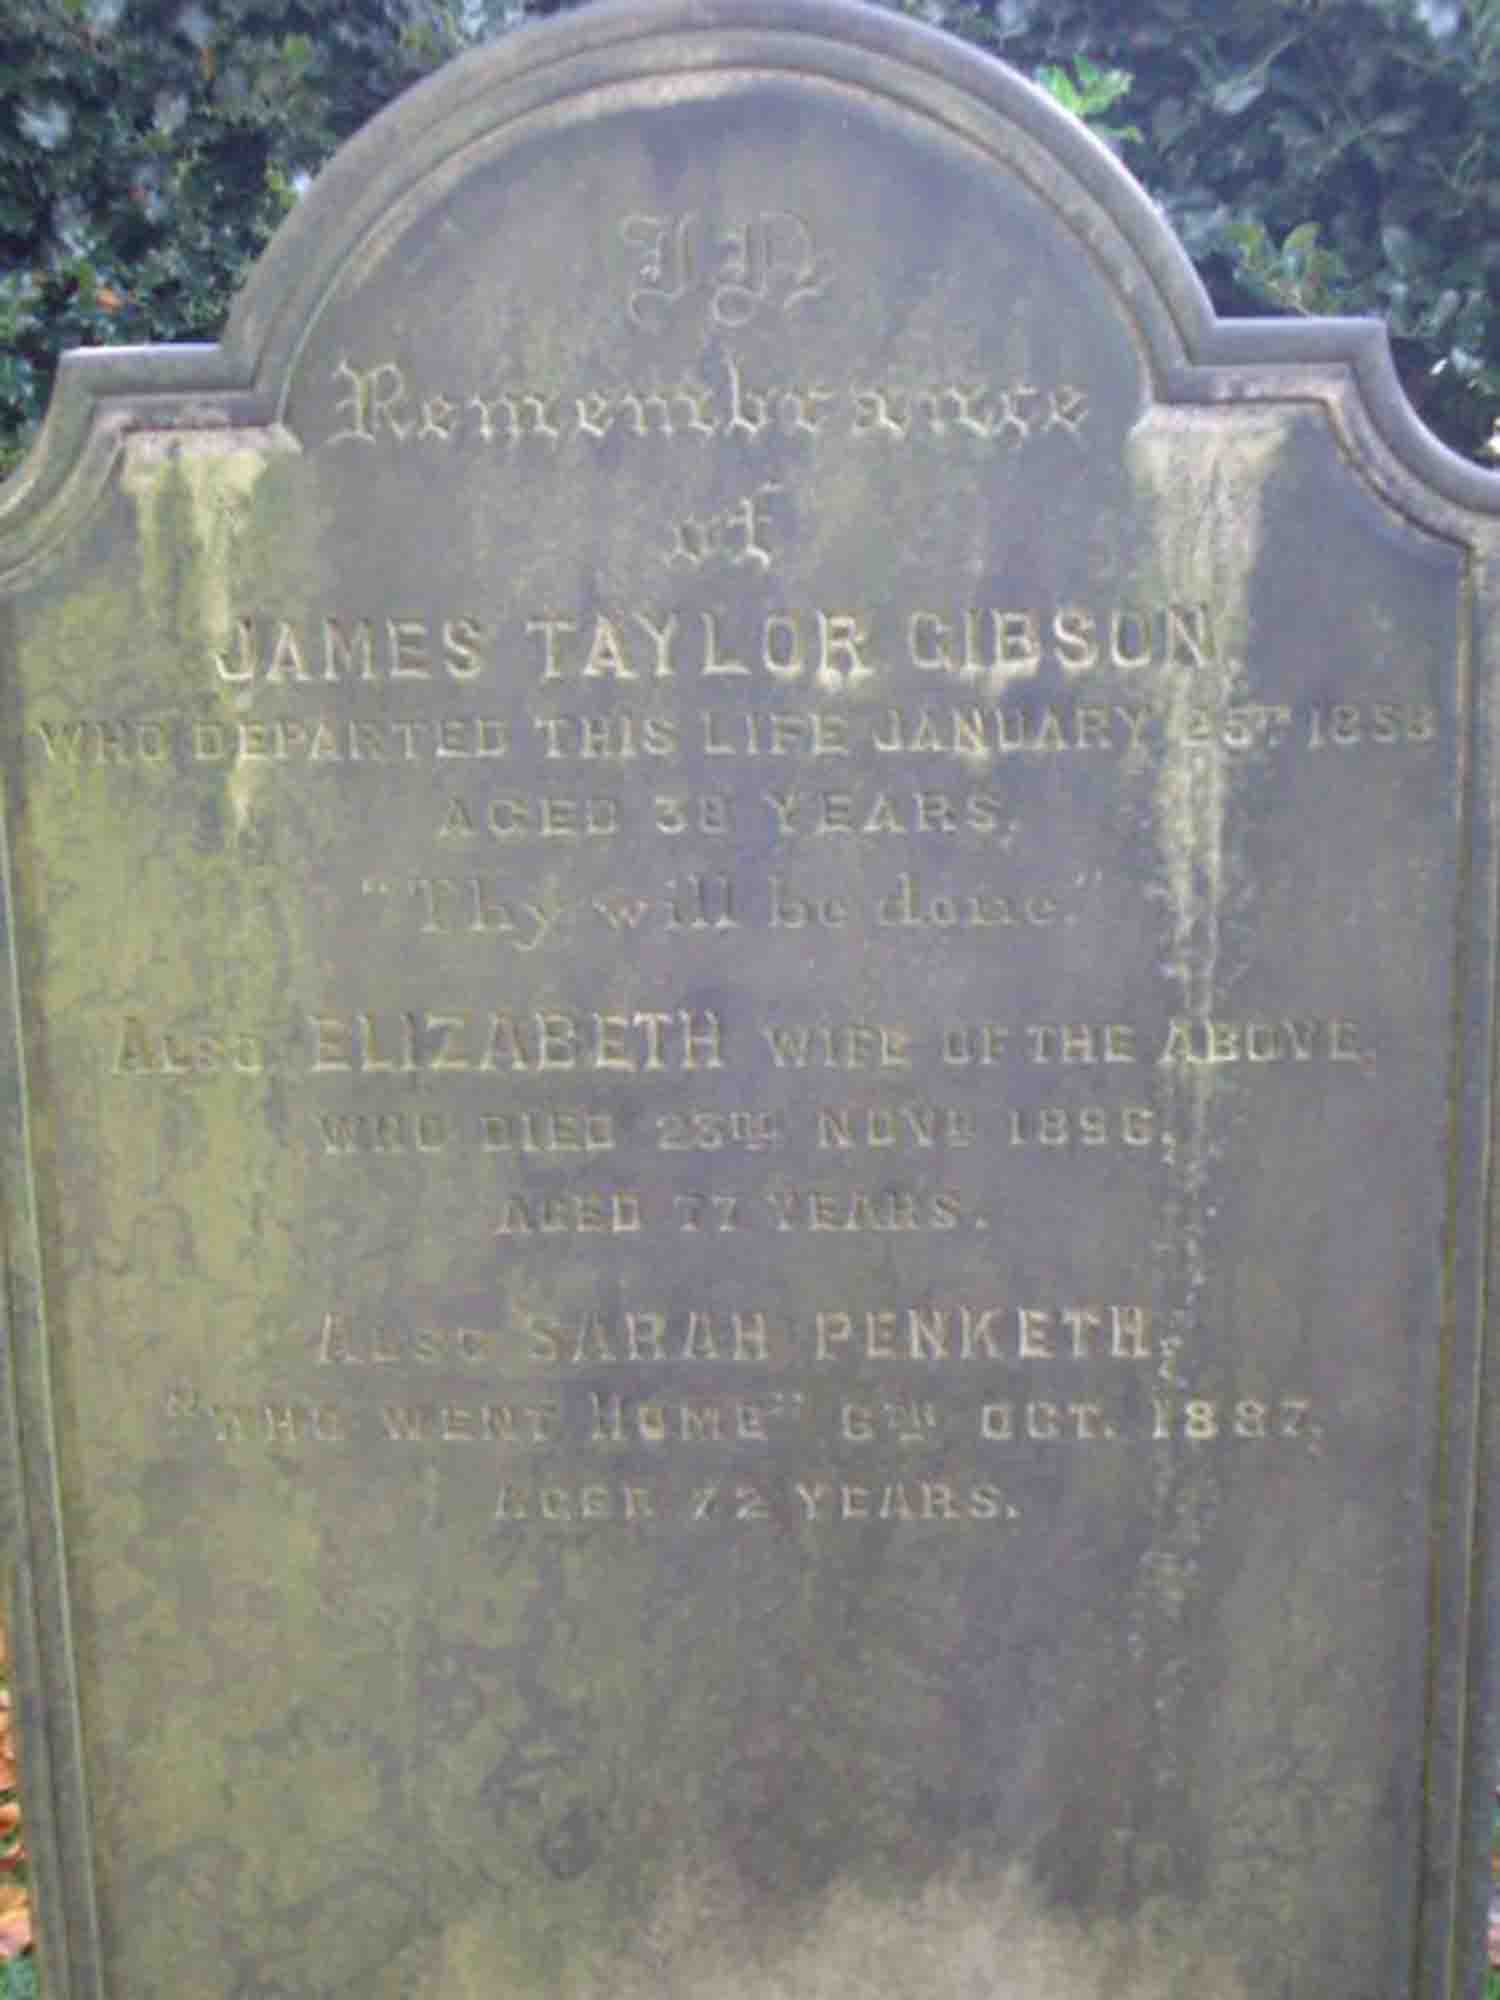 In
Remembrance
of
JAMES TAYLOR GIBSON,
WHO DEPARTED THIS LIFE JANUARY 1858
AGED 38 YEARS.
"Thy will be done."
ALSO ELIZABETH WIFE OF THE ABOVE,
WHO DIED 23TH NOVR 1896,
AGED 77 YEARS.
ALSO SARAH PENKETH,
"WHO WENT HOME" 6TH OCT. 1887,
AGED 72 YEARS.